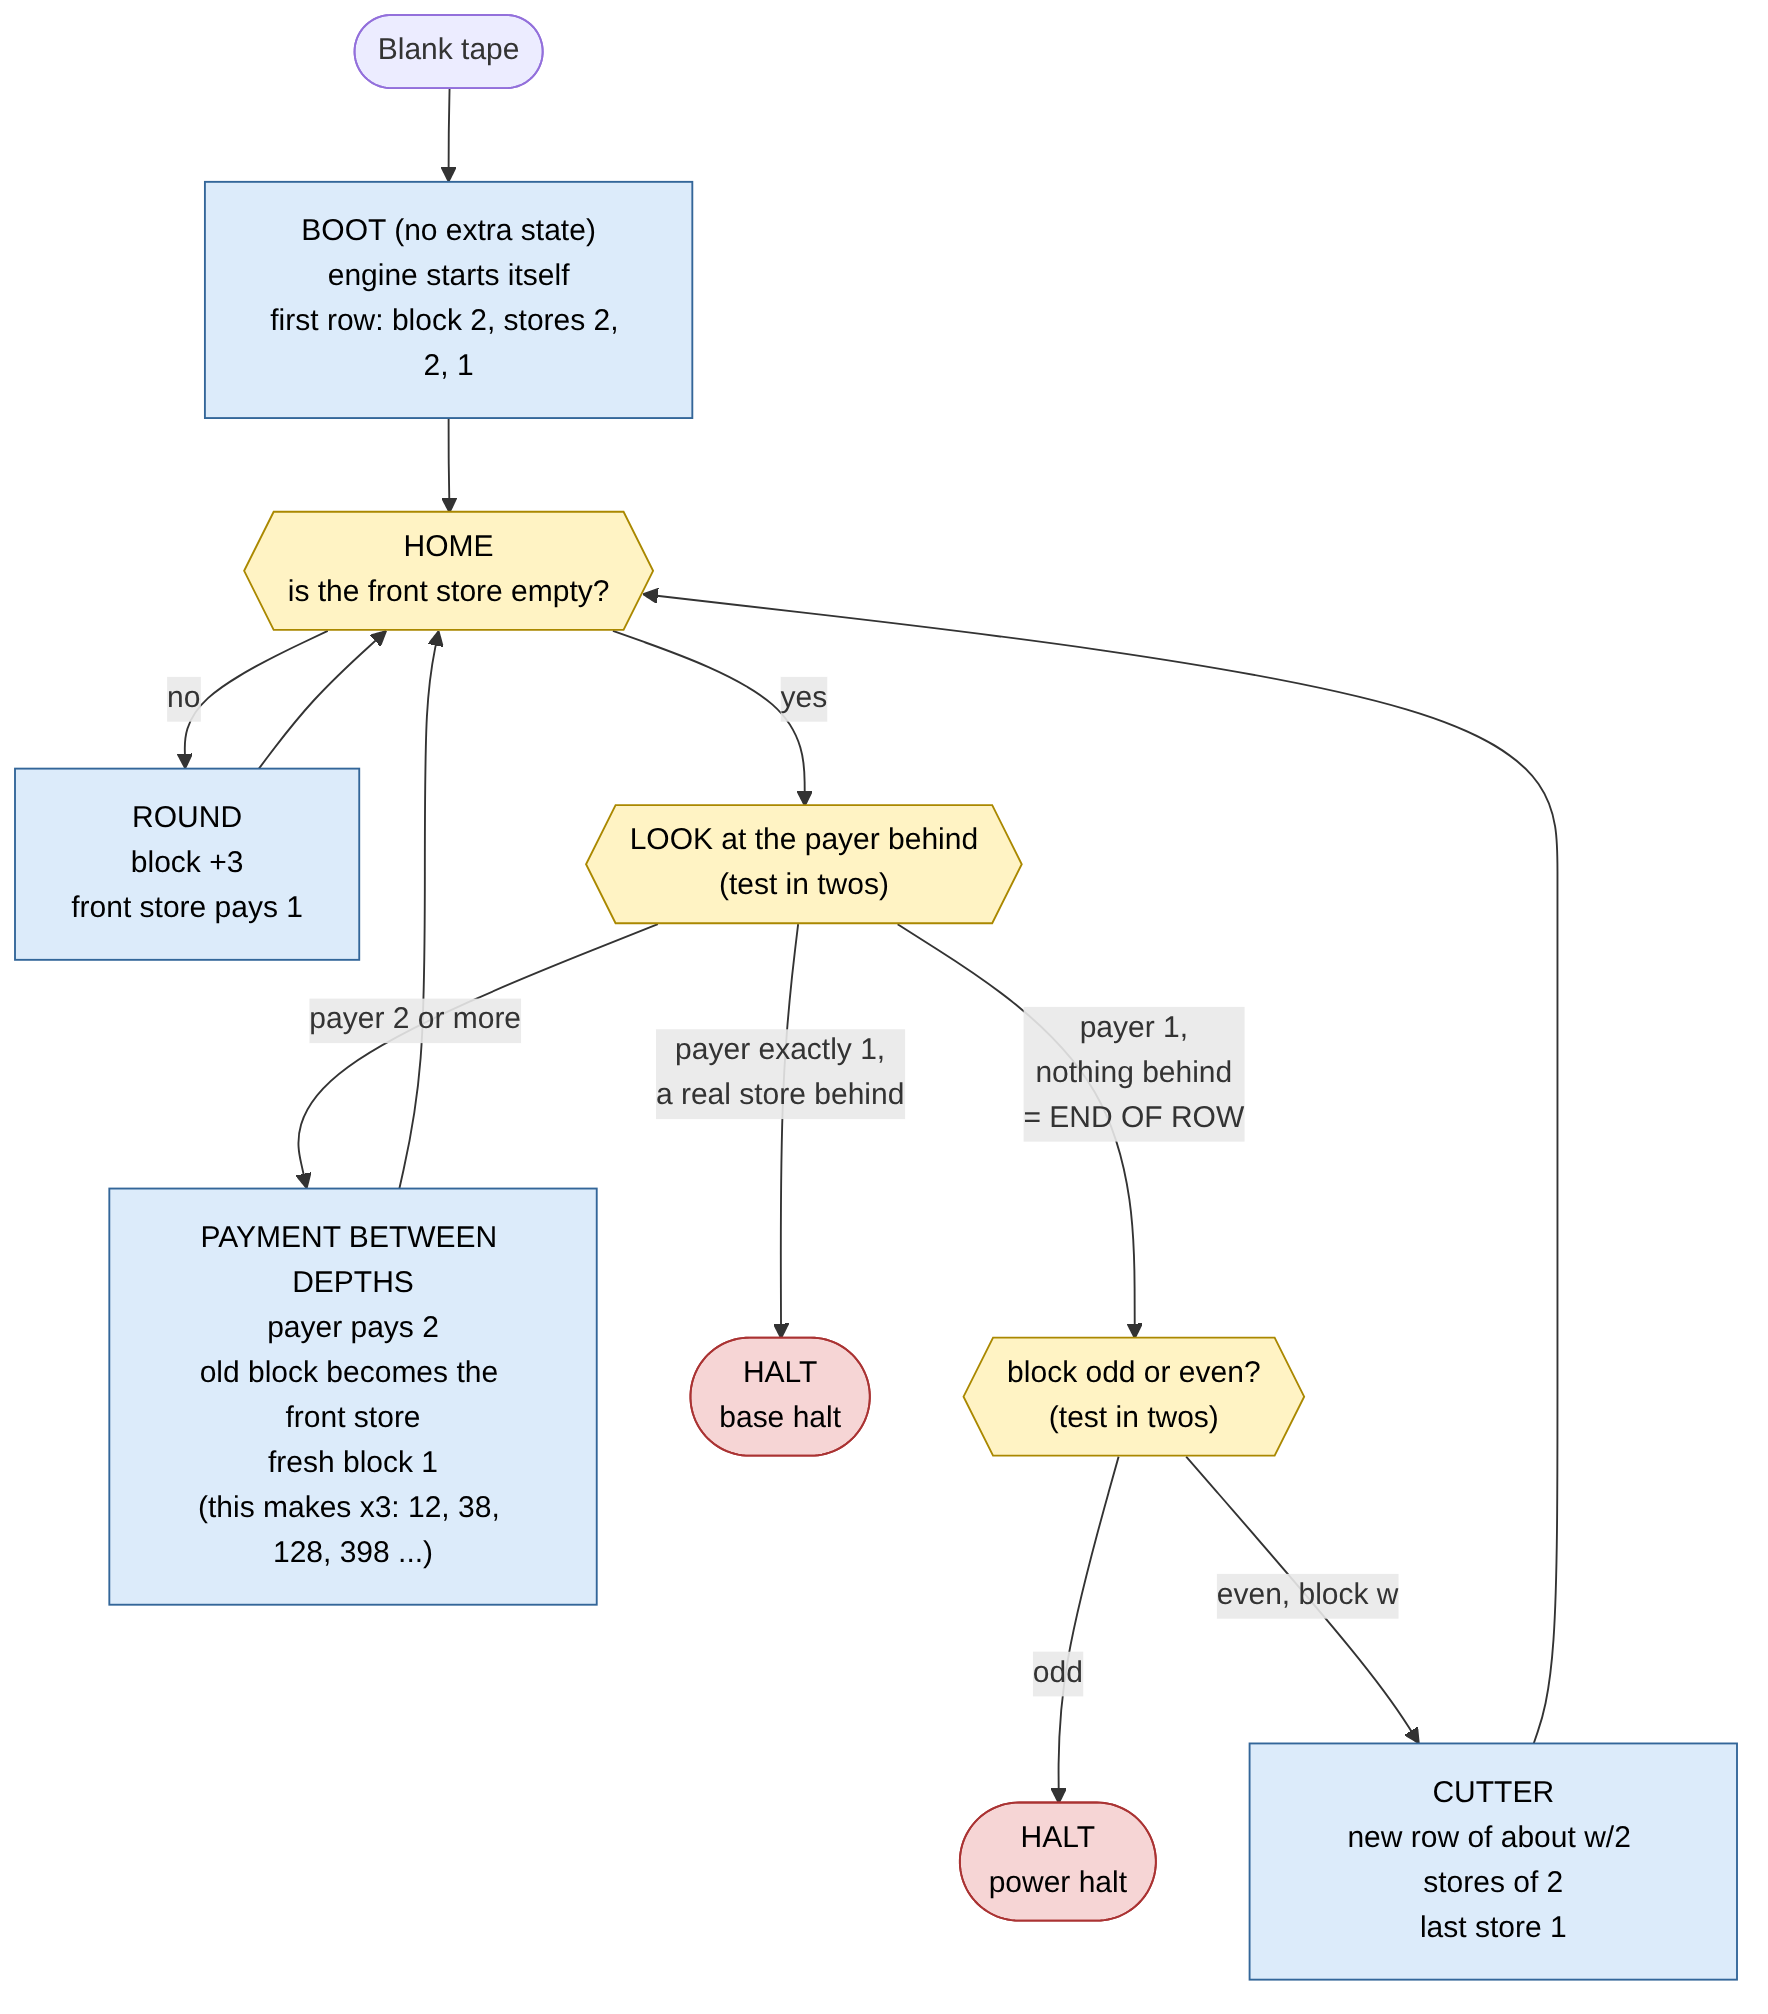 Blank tape
BOOT (no extra state)
engine starts itself
first row: block 2, stores 2,
2, 1
HOME
is the front store empty?
no
yes
ROUND
block +3
front store pays 1
LOOK at the payer behind
(test in twos)
payer 2 or more
payer exactly 1,
a real store behind
payer 1,
nothing behind
= END OF ROW
PAYMENT BETWEEN
DEPTHS
payer pays 2
old block becomes the
front store
fresh block 1
(this makes x3: 12, 38,
128, 398 ...)
HALT
base halt
block odd or even?
(test in twos)
even, block w
odd
HALT
power halt
CUTTER
new row of about w/2
stores of 2
last store 1